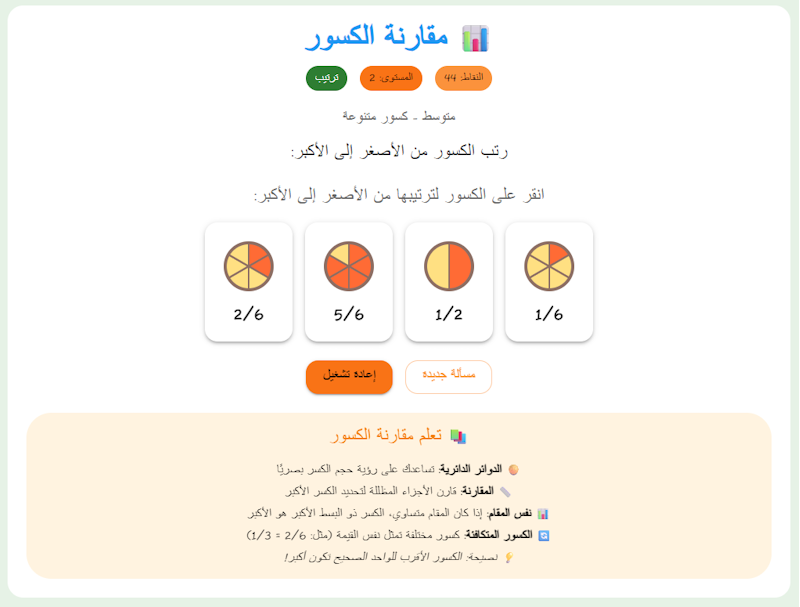 مقارنة الكسور
النقاط: 44 المستوى: 2 ترتيب
متوسط - كسور متنوعة
رتب الكسور من الأصغر إلى الأكبر:
انقر على الكسور لترتيبها من الأصغر إلى الأكبر:
1/6 1/2 5/6 2/6
مسألة جديدة إعادة تشغيل
تعلم مقارنة الكسور
الدوائر الدائرية: تساعدك على رؤية حجم الكسر بصريًا
المقارنة: قارن الأجزاء المظللة لتحديد الكسر الأكبر
نفس المقام: إذا كان المقام متساوي، الكسر ذو البسط الأكبر هو الأكبر
الكسور المتكافئة: كسور مختلفة تمثل نفس القيمة (مثل: 2/6 = 1/3)
نصيحة: الكسور الأقرب للواحد الصحيح تكون أكبر!